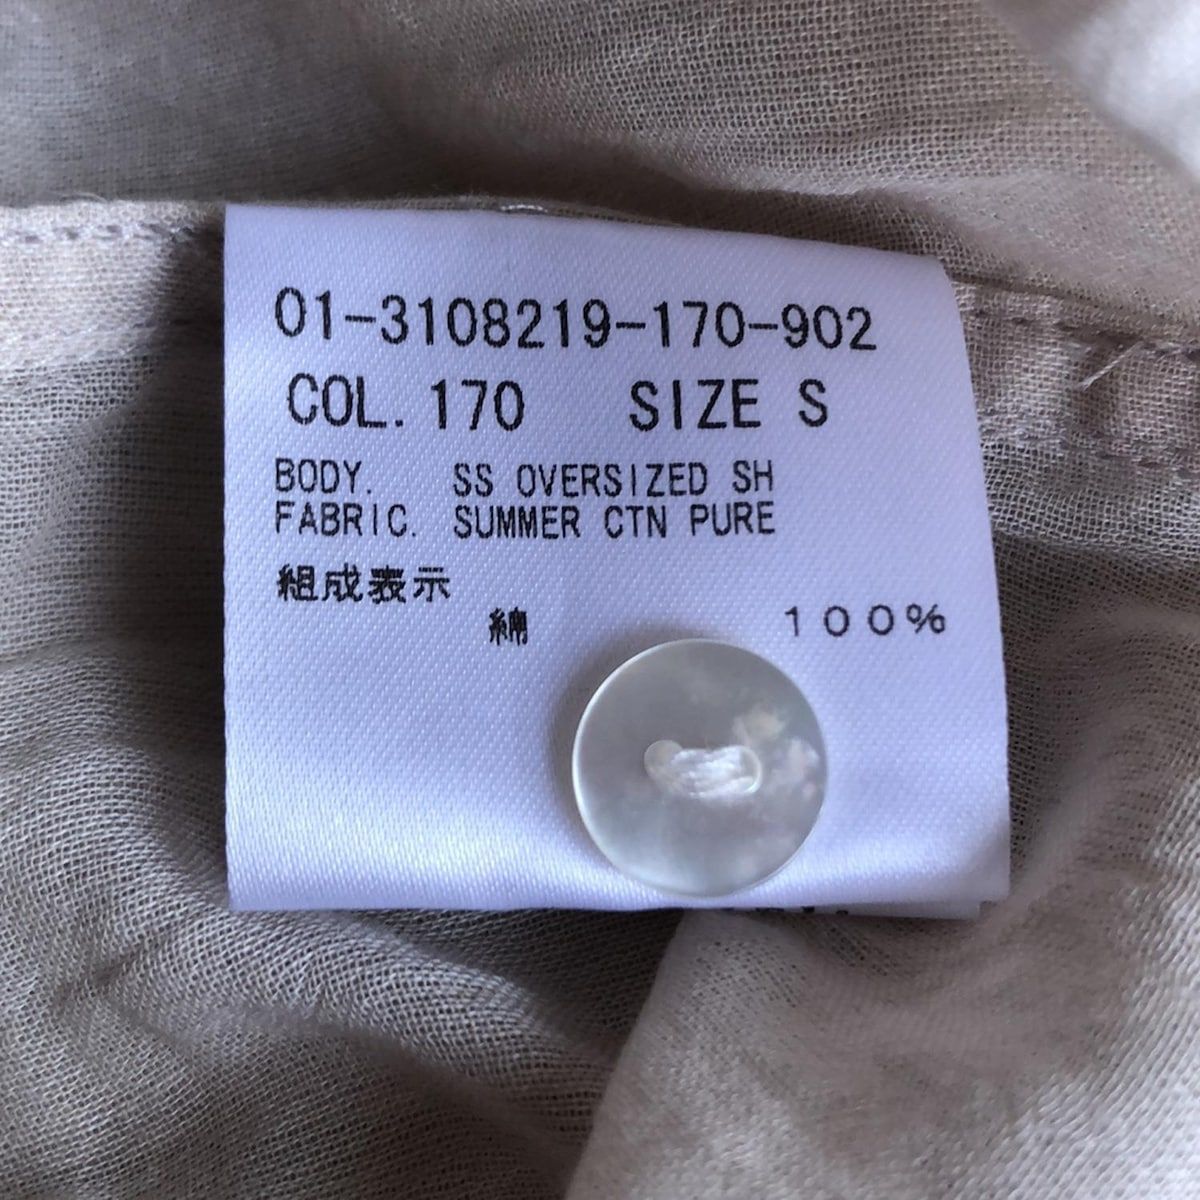 01-3108219-170-902
COL. 170 SIZE S
BODY. SS OVERSIZED SH
FABRIC. SUMMER CTN PURE
組成表示
綿 100%